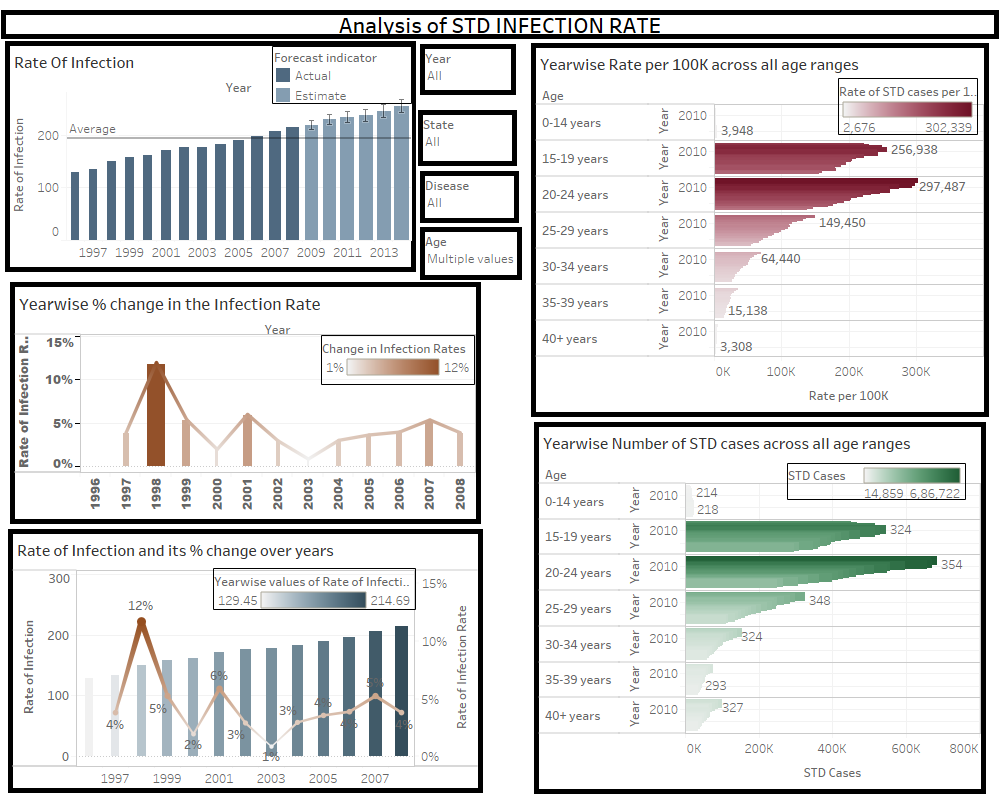 Analysis of STD INFECTION RATE
Rate Of Infection
Forecast indicator
Actual
Estimate
Year
Average
Rate of Infection
200
100
0
1997 1999 2001 2003 2005 2007 2009 2011 2013
Year
All
State
All
Disease
All
Age
Multiple values
Yearwise % change in the Infection Rate
Year
Change in Infection Rates
1% 12%
Rate of Infection R..
15%
10%
5%
0%
1996 1997 1998 1999 2000 2001 2002 2003 2004 2005 2006 2007 2008
Rate of Infection and its % change over years
Yearwise values of Rate of Infecti..
129.45 214.69
Rate of Infection
300
200
100
0
12%
4%
5%
2%
6%
3%
1%
3%
4%
4%
5%
4%
15%
10%
5%
0%
Rate of Infection Rate
1997 1999 2001 2003 2005 2007
Yearwise Rate per 100K across all age ranges
Age
Rate of STD cases per 1..
2,676 302,339
0-14 years Year 2010 3,948
15-19 years Year 2010 256,938
20-24 years Year 2010 297,487
25-29 years Year 2010 149,450
30-34 years Year 2010 64,440
35-39 years Year 2010 15,138
40+ years Year 2010 3,308
0K 100K 200K 300K
Rate per 100K
Yearwise Number of STD cases across all age ranges
Age
STD Cases
14,859 6,86,722
0-14 years Year 2010 214
218
15-19 years Year 2010 324
20-24 years Year 2010 354
25-29 years Year 2010 348
30-34 years Year 2010 324
35-39 years Year 2010 293
40+ years Year 2010 327
0K 200K 400K 600K 800K
STD Cases